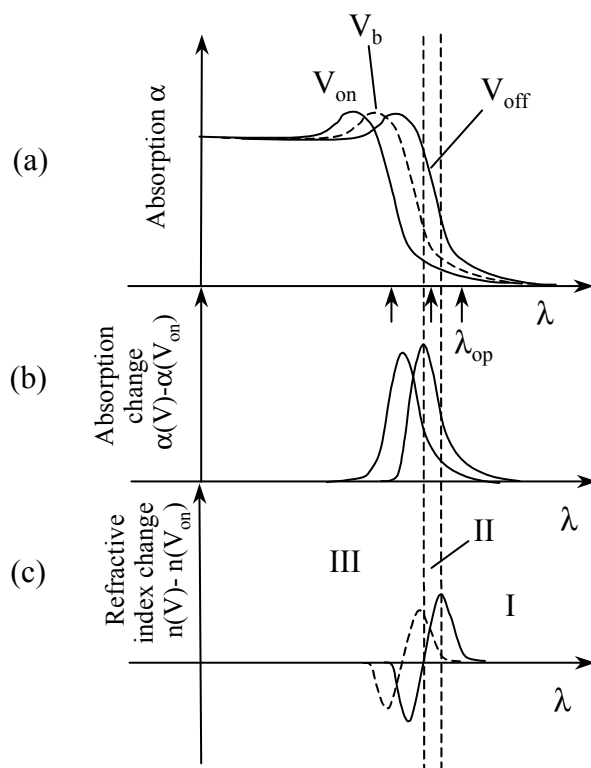 V_b
V_on
V_off
(a)
Absorption α
λ
λ_op
(b)
Absorption
change
α(V)-α(V_on)
λ
II
(c)
Refractive
index change
n(V)- n(V_on)
III
I
λ